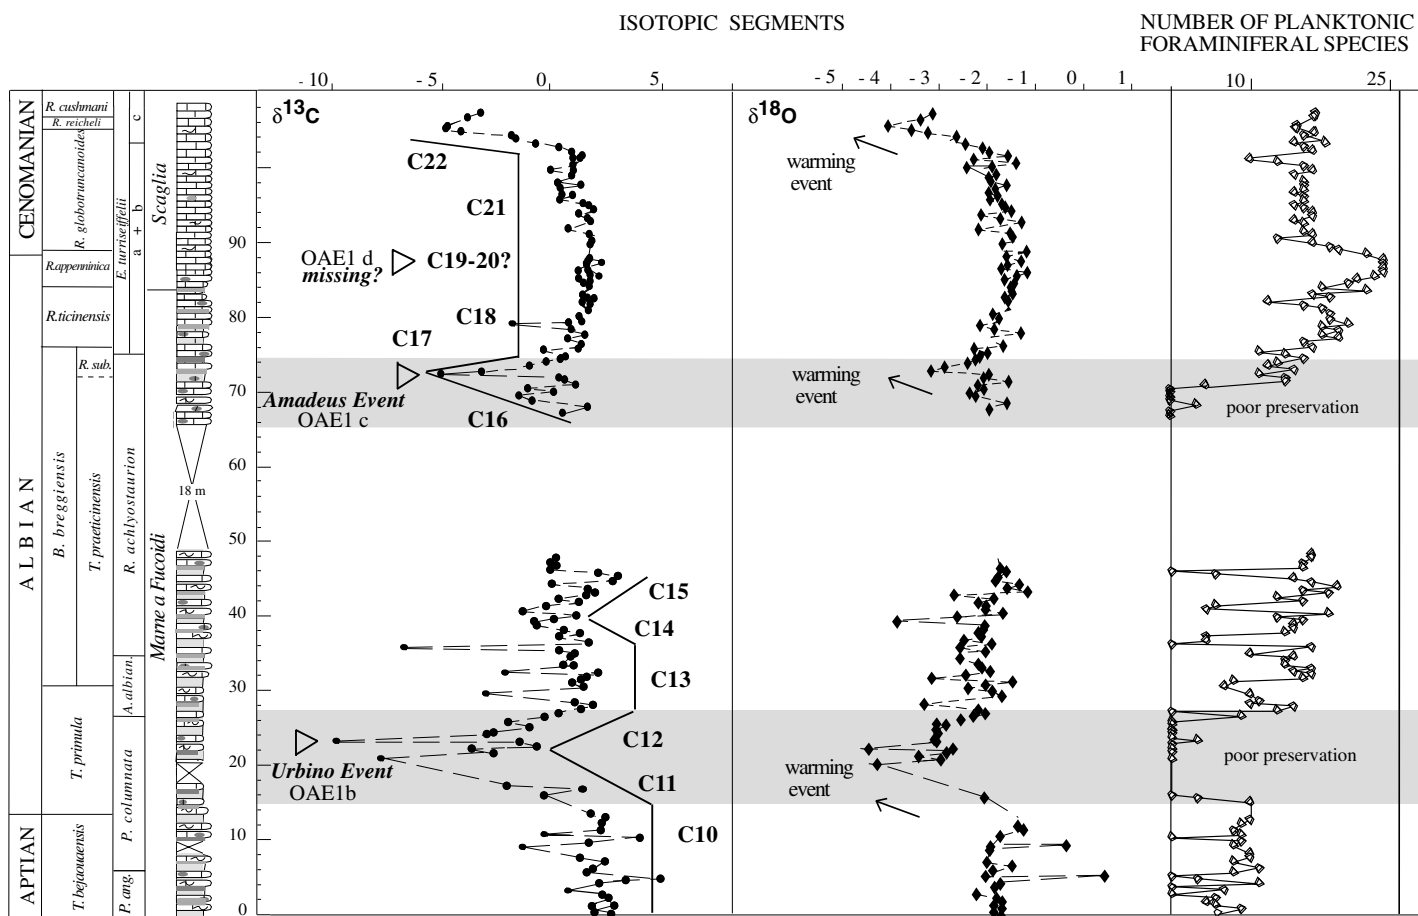 ISOTOPIC SEGMENTS
NUMBER OF PLANKTONIC
FORAMINIFERAL SPECIES
- 10
- 5
0
5
- 5
- 4
- 3
- 2
- 1
0
1
10
25
δ13C
δ18O
CENOMANIAN
ALBIAN
APTIAN
R. cushmani
R. reicheli
R. globotruncanoides
R.appenninica
R.ticinensis
R. sub.
B. breggiensis
T. praeticinensis
T. primula
T. bejaouaensis
c
a + b
E. turriseiffelii
R. achlyostaurion
A.albian.
P. columnata
P. ang.
Scaglia
Marne a Fucoidi
18 m
90
80
70
60
50
40
30
20
10
0
C22
C21
OAE1 d
missing?
C19-20?
C18
C17
Amadeus Event
OAE1 c
C16
C15
C14
C13
C12
Urbino Event
OAE1b
C11
C10
warming
event
warming
event
warming
event
poor preservation
poor preservation